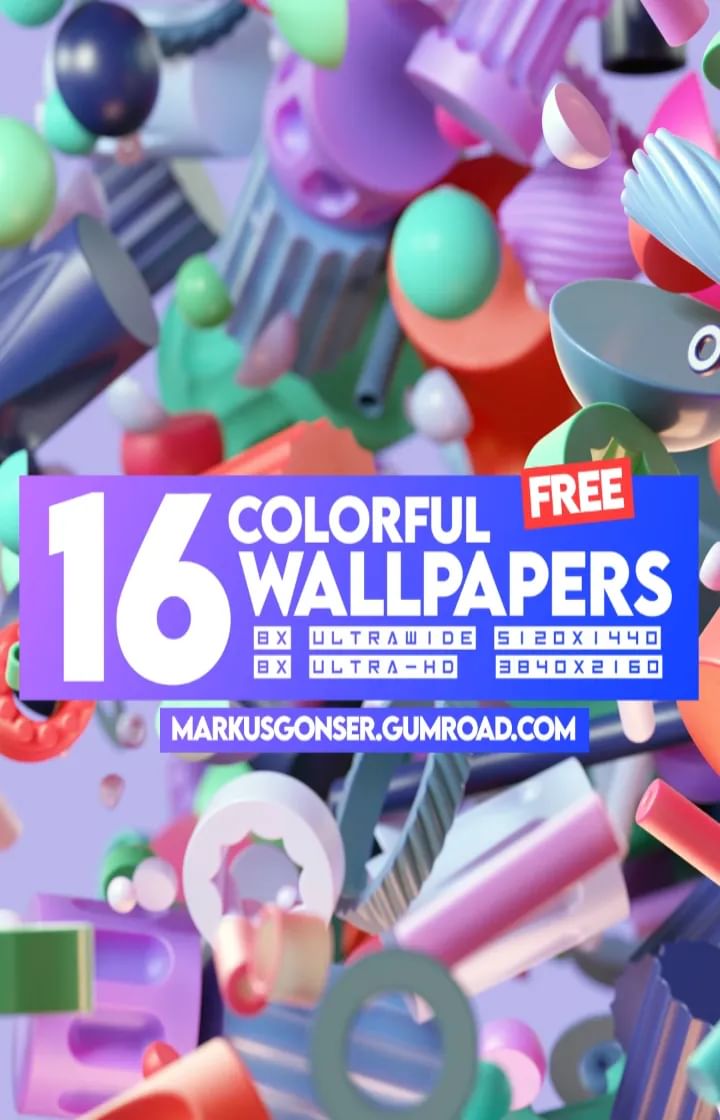 FREE
16
COLORFUL
WALLPAPERS
8X ULTRAWIDE 5120X1440
8X ULTRA-HD 3840X2160
MARKUSGONSER.GUMROAD.COM